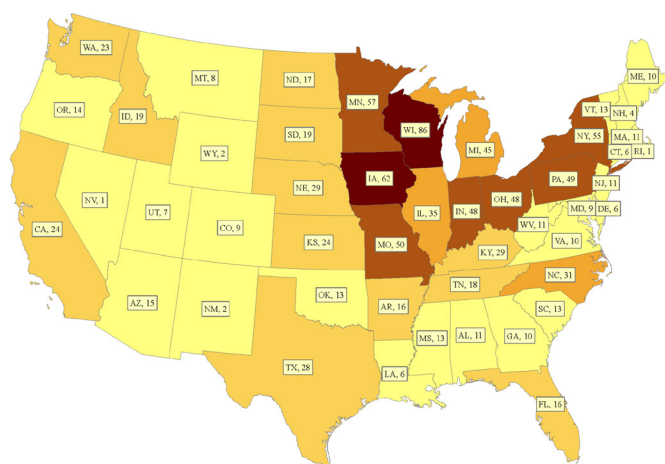 WA, 23
MT, 8
ND, 17
MN, 57
ME, 10
OR, 14
ID, 19
SD, 19
WI, 86
VT, 13
NH, 4
NY, 55
MA, 11
WY, 2
MI, 45
CT, 6
RI, 1
NE, 29
IA, 62
PA, 49
NV, 1
UT, 7
IL, 35
IN, 48
OH, 48
NJ, 11
CA, 24
CO, 9
KS, 24
MO, 50
WV, 11
MD, 9
DE, 6
KY, 29
VA, 10
AZ, 15
NM, 2
OK, 13
AR, 16
TN, 18
NC, 31
TX, 28
LA, 6
MS, 13
AL, 11
GA, 10
SC, 13
FL, 16